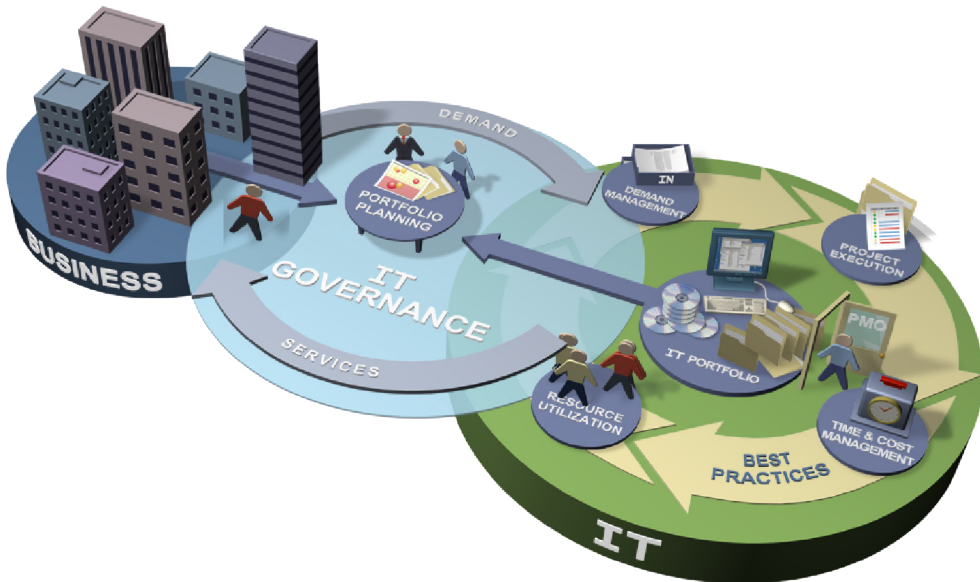 BUSINESS
DEMAND
PORTFOLIO
PLANNING
IT
GOVERNANCE
SERVICES
IN
DEMAND
MANAGEMENT
PROJECT
EXECUTION
IT PORTFOLIO
PMO
RESOURCE
UTILIZATION
TIME & COST
MANAGEMENT
BEST
PRACTICES
IT